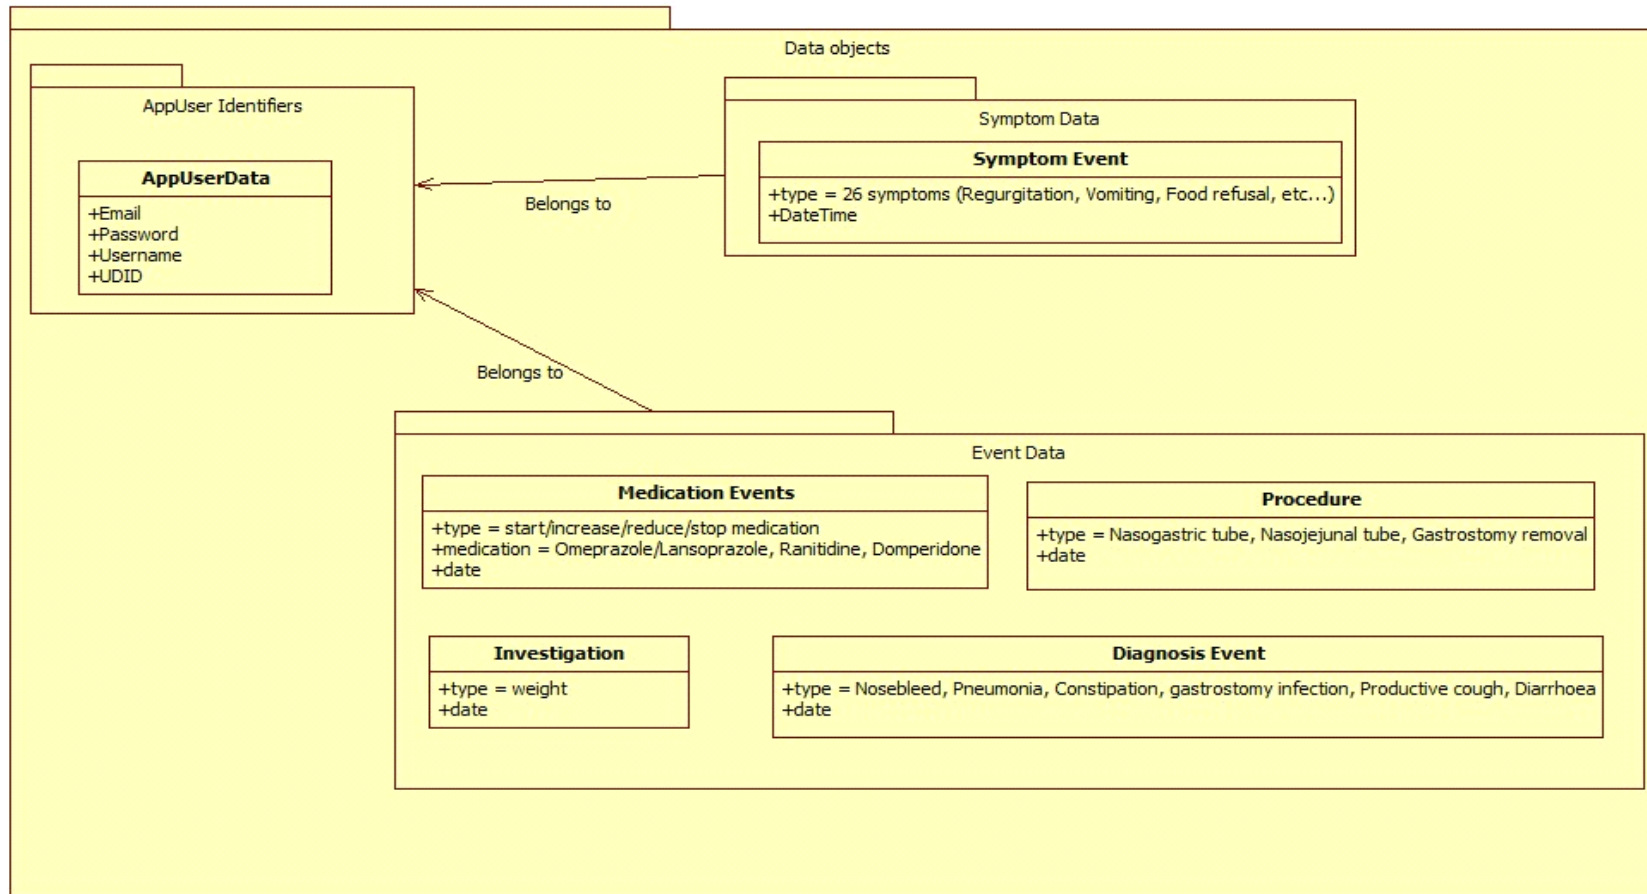 Data objects
AppUser Identifiers
AppUserData
+Email
+Password
+Username
+UDID
Symptom Data
Symptom Event
+type = 26 symptoms (Regurgitation, Vomiting, Food refusal, etc...)
+DateTime
Belongs to
Belongs to
Event Data
Medication Events
+type = start/increase/reduce/stop medication
+medication = Omeprazole/Lansoprazole, Ranitidine, Domperidone
+date
Procedure
+type = Nasogastric tube, Nasojejunal tube, Gastrostomy removal
+date
Investigation
+type = weight
+date
Diagnosis Event
+type = Nosebleed, Pneumonia, Constipation, gastrostomy infection, Productive cough, Diarrhoea
+date